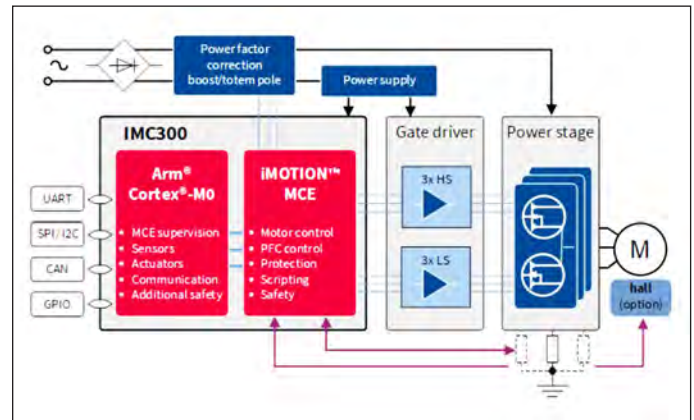 Power factor
correction
boost/totem pole
Power supply
IMC300
Gate driver
Power stage
Arm®
Cortex®-M0
iMOTION™
MCE
3x HS
UART
SPI/I2C
CAN
GPIO
• MCE supervision
• Sensors
• Actuators
• Communication
• Additional safety
• Motor control
• PFC control
• Protection
• Scripting
• Safety
3x LS
M
hall
(option)